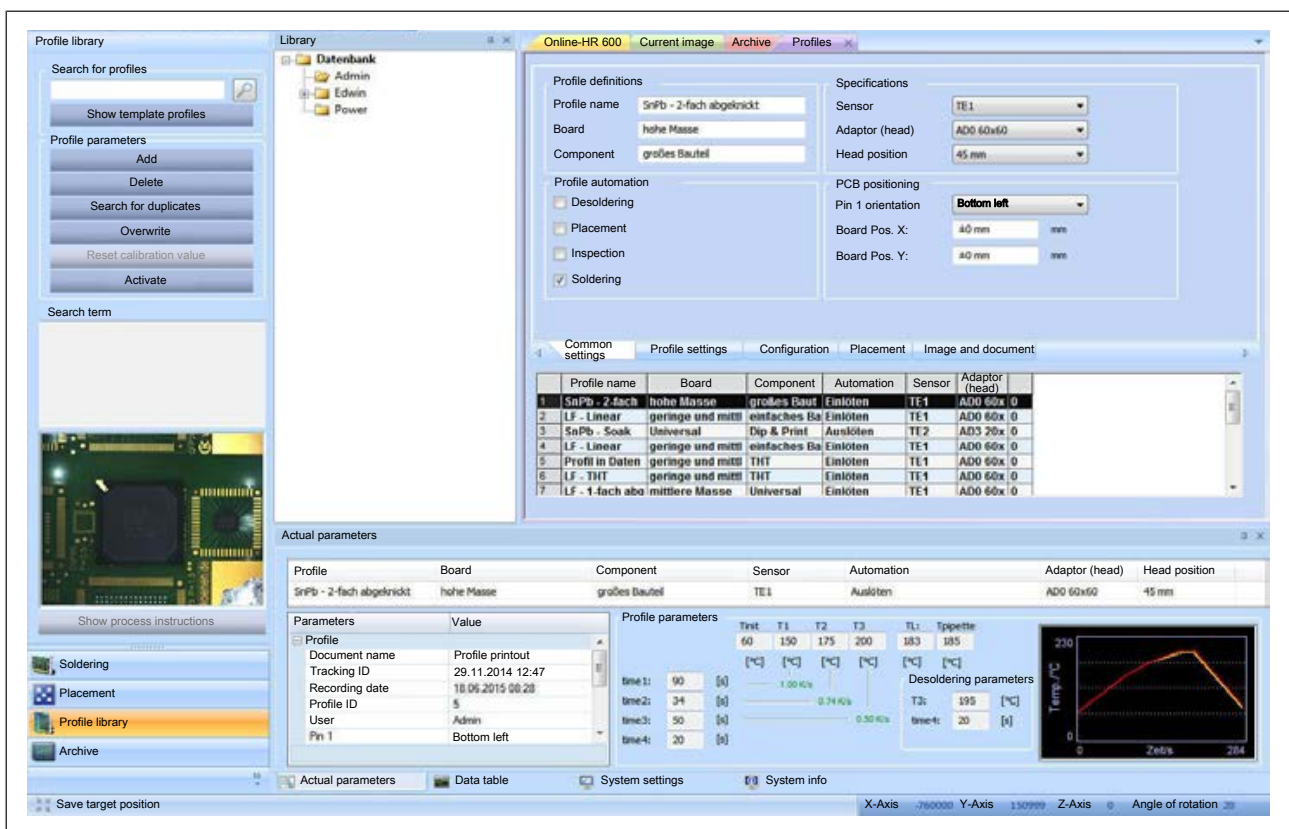 Profile library
Search for profiles
Show template profiles
Profile parameters
Add
Delete
Search for duplicates
Overwrite
Reset calibration value
Activate
Search term
Show process instructions
Soldering
Placement
Profile library
Archive
Save target position
Library
Datenbank
Admin
Edwin
Power
Online-HR 600 Current image Archive Profiles
Profile definitions
Profile name SnPb - 2-fach abgeknickt
Board hohe Masse
Component großes Bauteil
Profile automation
Desoldering
Placement
Inspection
Soldering
Specifications
Sensor TE1
Adaptor (head) AD0 60x60
Head position 45 mm
PCB positioning
Pin 1 orientation Bottom left
Board Pos. X: 40 mm mm
Board Pos. Y: 40 mm mm
Common settings Profile settings Configuration Placement Image and document
Profile name Board Component Automation Sensor Adaptor (head)
1 SnPb - 2-fach hohe Masse großes Baut Einlöten TE1 AD0 60x 0
2 LF - Linear geringe und mittl einfaches Ba Einlöten TE1 AD0 60x 0
3 SnPb - Soak Universal Dip & Print Auslöten TE2 AD3 20x 0
4 LF - Linear geringe und mittl einfaches Ba Einlöten TE1 AD0 60x 0
5 Profil in Daten geringe und mittl THT Einlöten TE1 AD0 60x 0
6 LF - THT geringe und mittl THT Einlöten TE1 AD0 60x 0
7 LF - 1-fach abg mittlere Masse Universal Einlöten TE1 AD0 60x 0
Actual parameters
Profile Board Component Sensor Automation Adaptor (head) Head position
SnPb - 2-fach abgeknickt hohe Masse großes Bauteil TE1 Auslöten AD0 60x60 45 mm
Parameters Value
Profile
Document name Profile printout
Tracking ID 29.11.2014 12:47
Recording date 18.06.2015 08:28
Profile ID 5
User Admin
Pin 1 Bottom left
Profile parameters
Tinit T1 T2 T3 TL: Tpipette
60 150 175 200 183 185
[°C] [°C] [°C] [°C] [°C] [°C]
time1: 90 [s] 1.00 K/s
time2: 34 [s] 0.74 K/s
time3: 50 [s] 0.50 K/s
time4: 20 [s]
Desoldering parameters
T3: 195 [°C]
time4: 20 [s]
230
Temp./°C
0
0 Zeit/s 284
Actual parameters Data table System settings System info
X-Axis -760000 Y-Axis 150999 Z-Axis 0 Angle of rotation 20